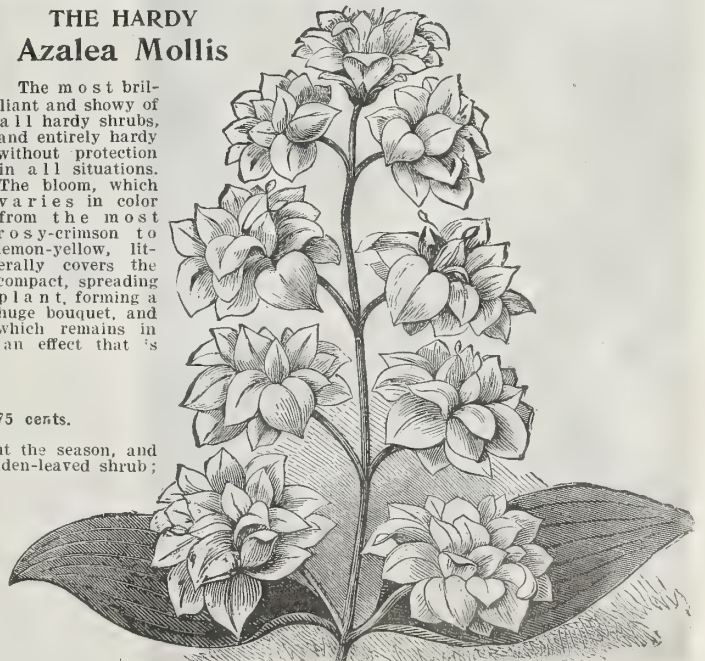 THE HARDY
Azalea Mollis
The most bril-
liant and showy of
all hardy shrubs,
and entirely hardy
without protection
in all situations.
The bloom, which
varies in color
from the most
rosy-crimson to
lemon-yellow, lit-
erally covers the
compact, spreading
plant, forming a
huge bouquet, and
which remains in
an effect that is
75 cents.
the season, and
den-leaved shrub;